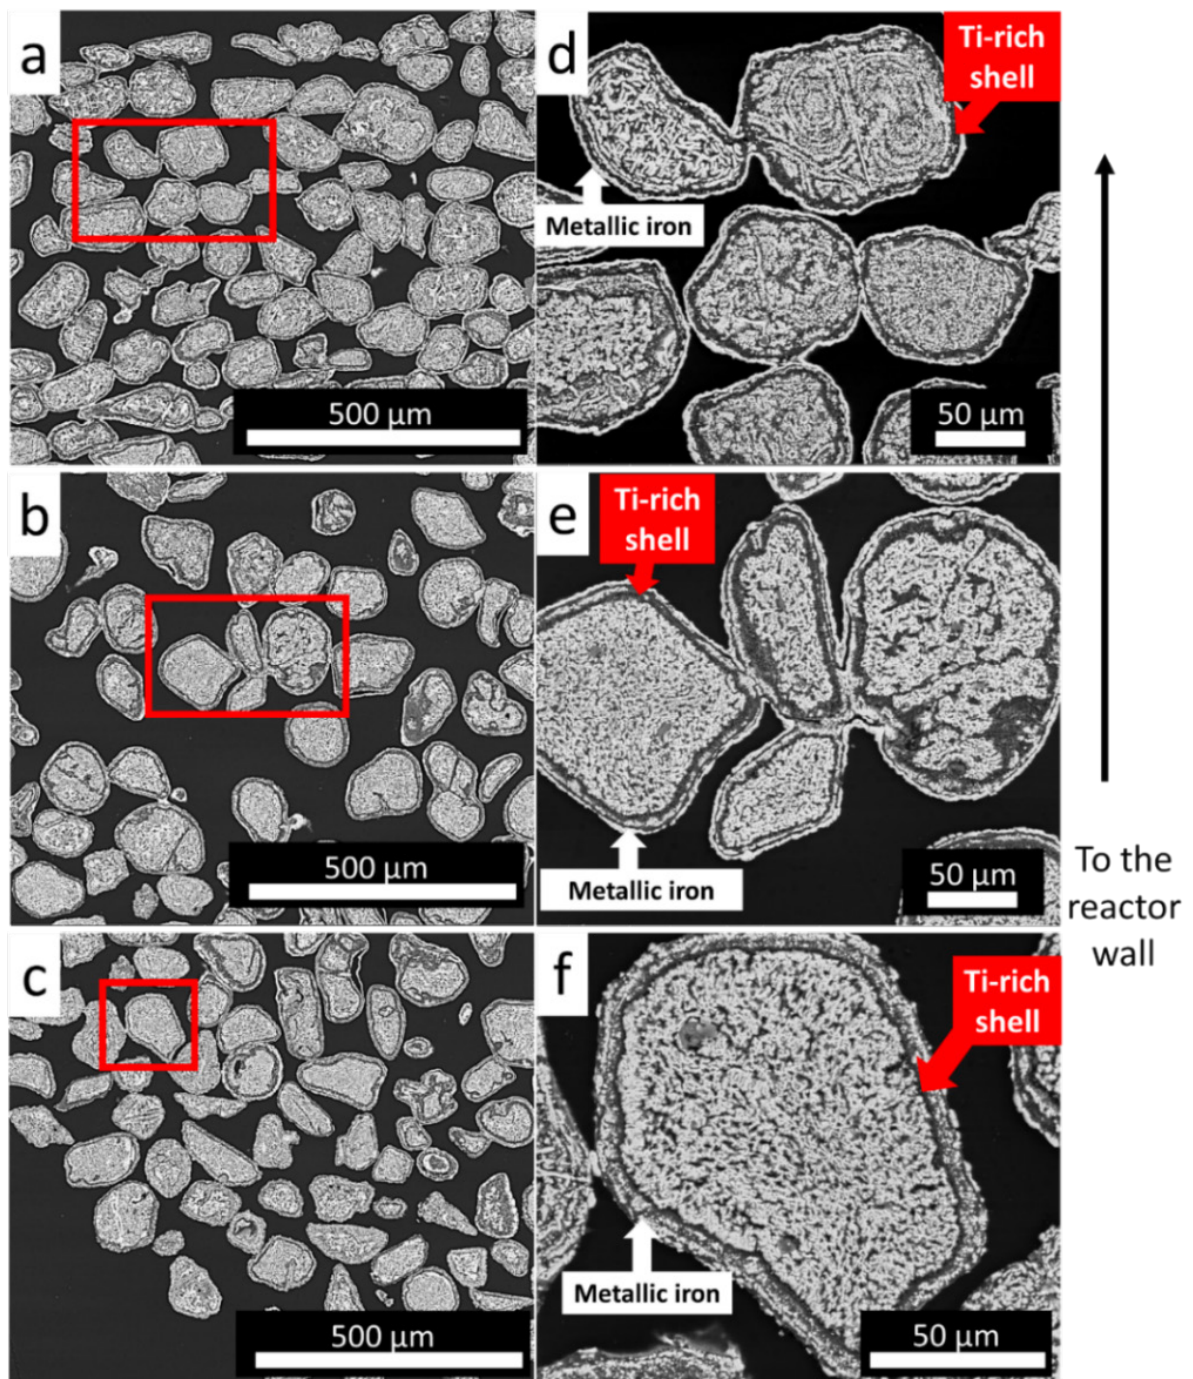 a
500 μm
d
Ti-rich
shell
Metallic iron
50 μm
b
500 μm
e
Ti-rich
shell
Metallic iron
50 μm
c
500 μm
f
Ti-rich
shell
Metallic iron
50 μm
To the
reactor
wall